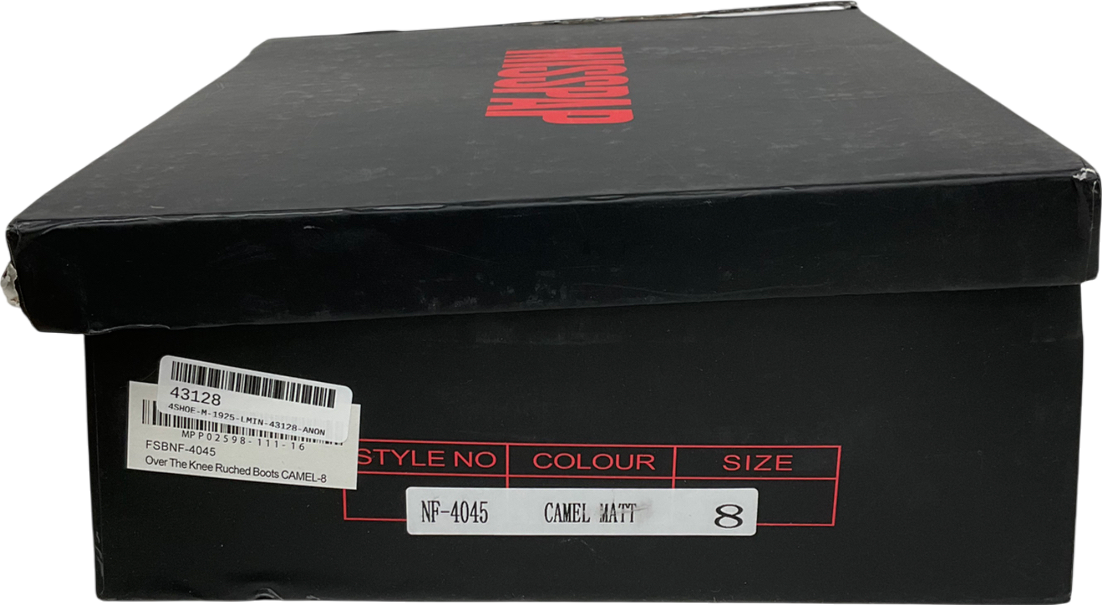 MISSPAP
43128
4SHOE-M-1925-LMIN-43128-ANON
MPP02598-111-16
FSBNF-4045
Over The Knee Ruched Boots CAMEL-8
STYLE NO COLOUR SIZE
NF-4045 CAMEL MATT 8